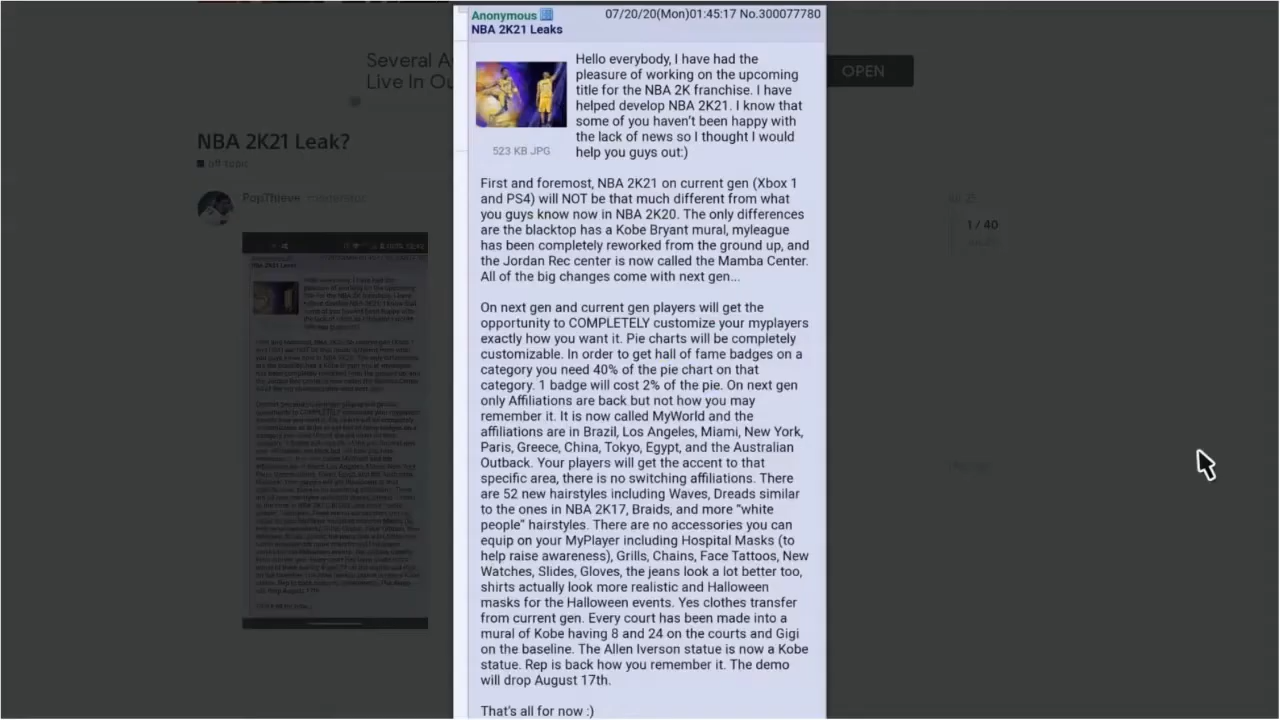 Anonymous
07/20/20(Mon)01:45:17 No.300077780
NBA 2K21 Leaks
Hello everybody, I have had the
pleasure of working on the upcoming
title for the NBA 2K franchise. I have
helped develop NBA 2K21. I know that
some of you haven't been happy with
the lack of news so I thought I would
help you guys out:)
523 KB JPG
First and foremost, NBA 2K21 on current gen (Xbox 1
and PS4) will NOT be that much different from what
you guys know now in NBA 2K20. The only differences
are the blacktop has a Kobe Bryant mural, myleague
has been completely reworked from the ground up, and
the Jordan Rec center is now called the Mamba Center.
All of the big changes come with next gen...
On next gen and current gen players will get the
opportunity to COMPLETELY customize your myplayers
exactly how you want it. Pie charts will be completely
customizable. In order to get hall of fame badges on a
category you need 40% of the pie chart on that
category. 1 badge will cost 2% of the pie. On next gen
only Affiliations are back but not how you may
remember it. It is now called MyWorld and the
affiliations are in Brazil, Los Angeles, Miami, New York,
Paris, Greece, China, Tokyo, Egypt, and the Australian
Outback. Your players will get the accent to that
specific area, there is no switching affiliations. There
are 52 new hairstyles including Waves, Dreads similar
to the ones in NBA 2K17, Braids, and more "white
people" hairstyles. There are no accessories you can
equip on your MyPlayer including Hospital Masks (to
help raise awareness), Grills, Chains, Face Tattoos, New
Watches, Slides, Gloves, the jeans look a lot better too,
shirts actually look more realistic and Halloween
masks for the Halloween events. Yes clothes transfer
from current gen. Every court has been made into a
mural of Kobe having 8 and 24 on the courts and Gigi
on the baseline. The Allen Iverson statue is now a Kobe
statue. Rep is back how you remember it. The demo
will drop August 17th.
That's all for now :)
Several A
Live In Ou
OPEN
NBA 2K21 Leak?
off-topic
PopThieve
1 / 40